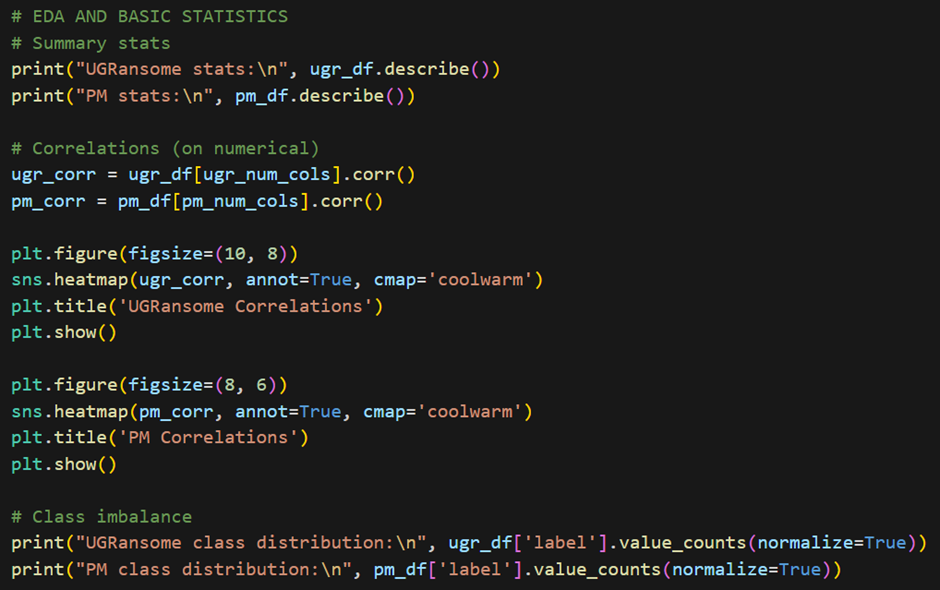 # EDA AND BASIC STATISTICS
# Summary stats
print("UGRansome stats:\n", ugr_df.describe())
print("PM stats:\n", pm_df.describe())
# Correlations (on numerical)
ugr_corr = ugr_df[ugr_num_cols].corr()
pm_corr = pm_df[pm_num_cols].corr()
plt.figure(figsize=(10, 8))
sns.heatmap(ugr_corr, annot=True, cmap='coolwarm')
plt.title('UGRansome Correlations')
plt.show()
plt.figure(figsize=(8, 6))
sns.heatmap(pm_corr, annot=True, cmap='coolwarm')
plt.title('PM Correlations')
plt.show()
# Class imbalance
print("UGRansome class distribution:\n", ugr_df['label'].value_counts(normalize=True))
print("PM class distribution:\n", pm_df['label'].value_counts(normalize=True))